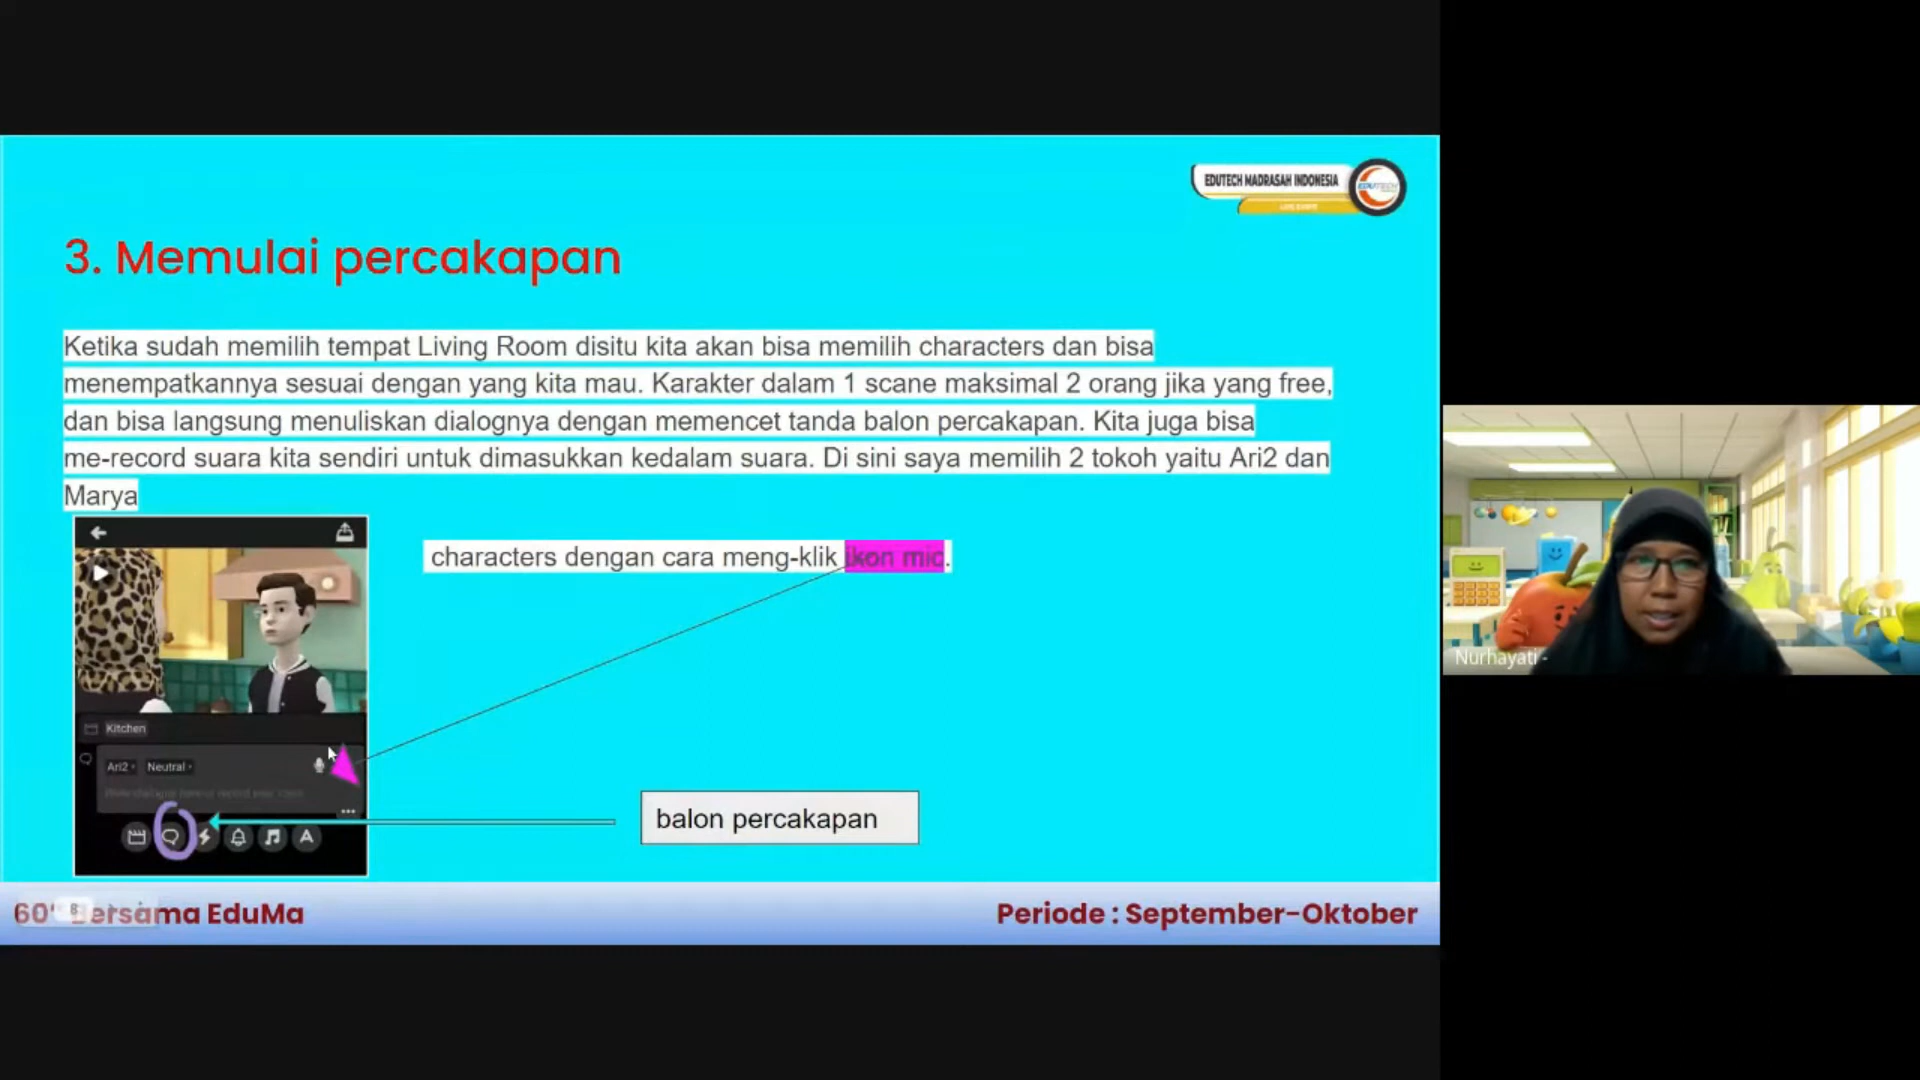 EDUTECH MADRASAH INDONESIA
EDUTECH
3. Memulai percakapan
Ketika sudah memilih tempat Living Room disitu kita akan bisa memilih characters dan bisa
menempatkannya sesuai dengan yang kita mau. Karakter dalam 1 scane maksimal 2 orang jika yang free,
dan bisa langsung menuliskan dialognya dengan memencet tanda balon percakapan. Kita juga bisa
me-record suara kita sendiri untuk dimasukkan kedalam suara. Di sini saya memilih 2 tokoh yaitu Ari2 dan
Marya
characters dengan cara meng-klik ikon mic.
Kitchen
Ari2 Neutral
balon percakapan
60' Bersama EduMa
Periode : September-Oktober
Nurhayati -